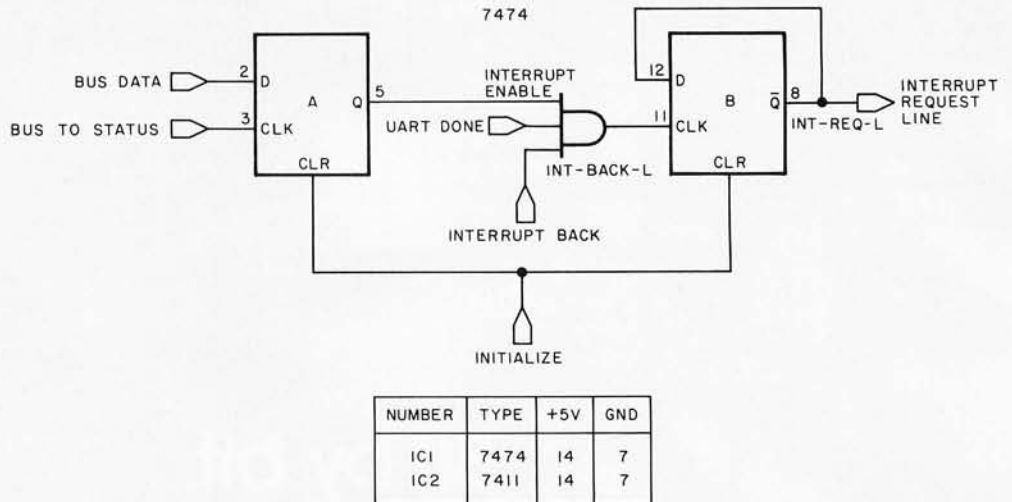 7474
BUS DATA
2
D
A
Q
5
BUS TO STATUS
3
CLK
CLR
INTERRUPT
ENABLE
UART DONE
INT-BACK-L
INTERRUPT BACK
12
D
B
Q̅
8
11
CLK
CLR
INT-REQ-L
INTERRUPT
REQUEST
LINE
INITIALIZE
NUMBER TYPE +5V GND
IC1 7474 14 7
IC2 7411 14 7